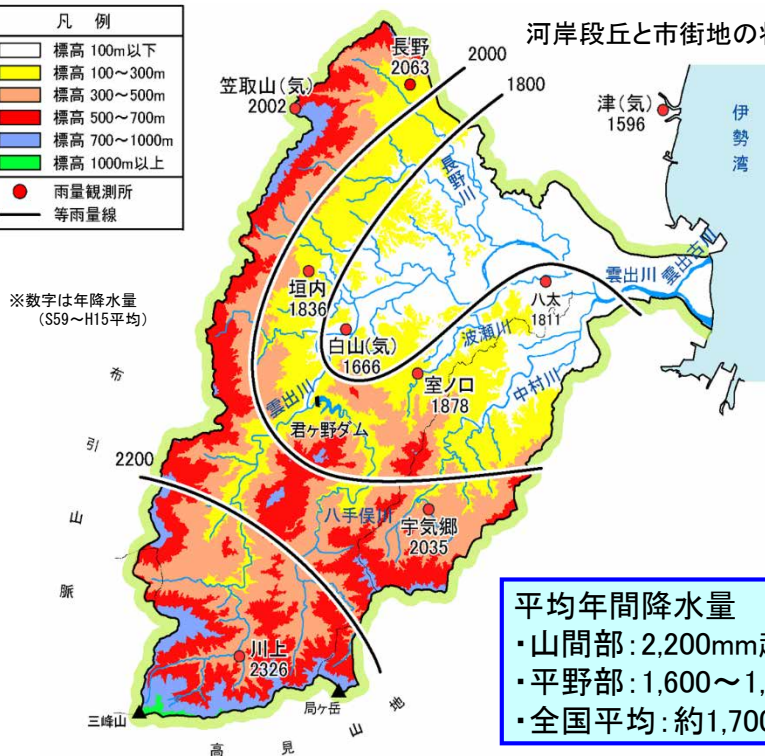 凡 例
標高 100m以下
標高 100～300m
標高 300～500m
標高 500～700m
標高 700～1000m
標高 1000m以上
雨量観測所
等雨量線
※数字は年降水量
（S59～H15平均）
河岸段丘と市街地の
長野
2063
2000
1800
笠取山(気)
2002
津(気)
1596
伊勢湾
長野川
垣内
1836
白山(気)
1666
八太
1811
雲出川
雲出古川
波瀬川
室ノ口
1878
中村川
雲出川
君ヶ野ダム
布引山脈
2200
八手俣川
宇気郷
2035
川上
2326
三峰山
局ヶ岳
高見山地
平均年間降水量
・山間部：2,200mm
・平野部：1,600～1,
・全国平均：約1,700